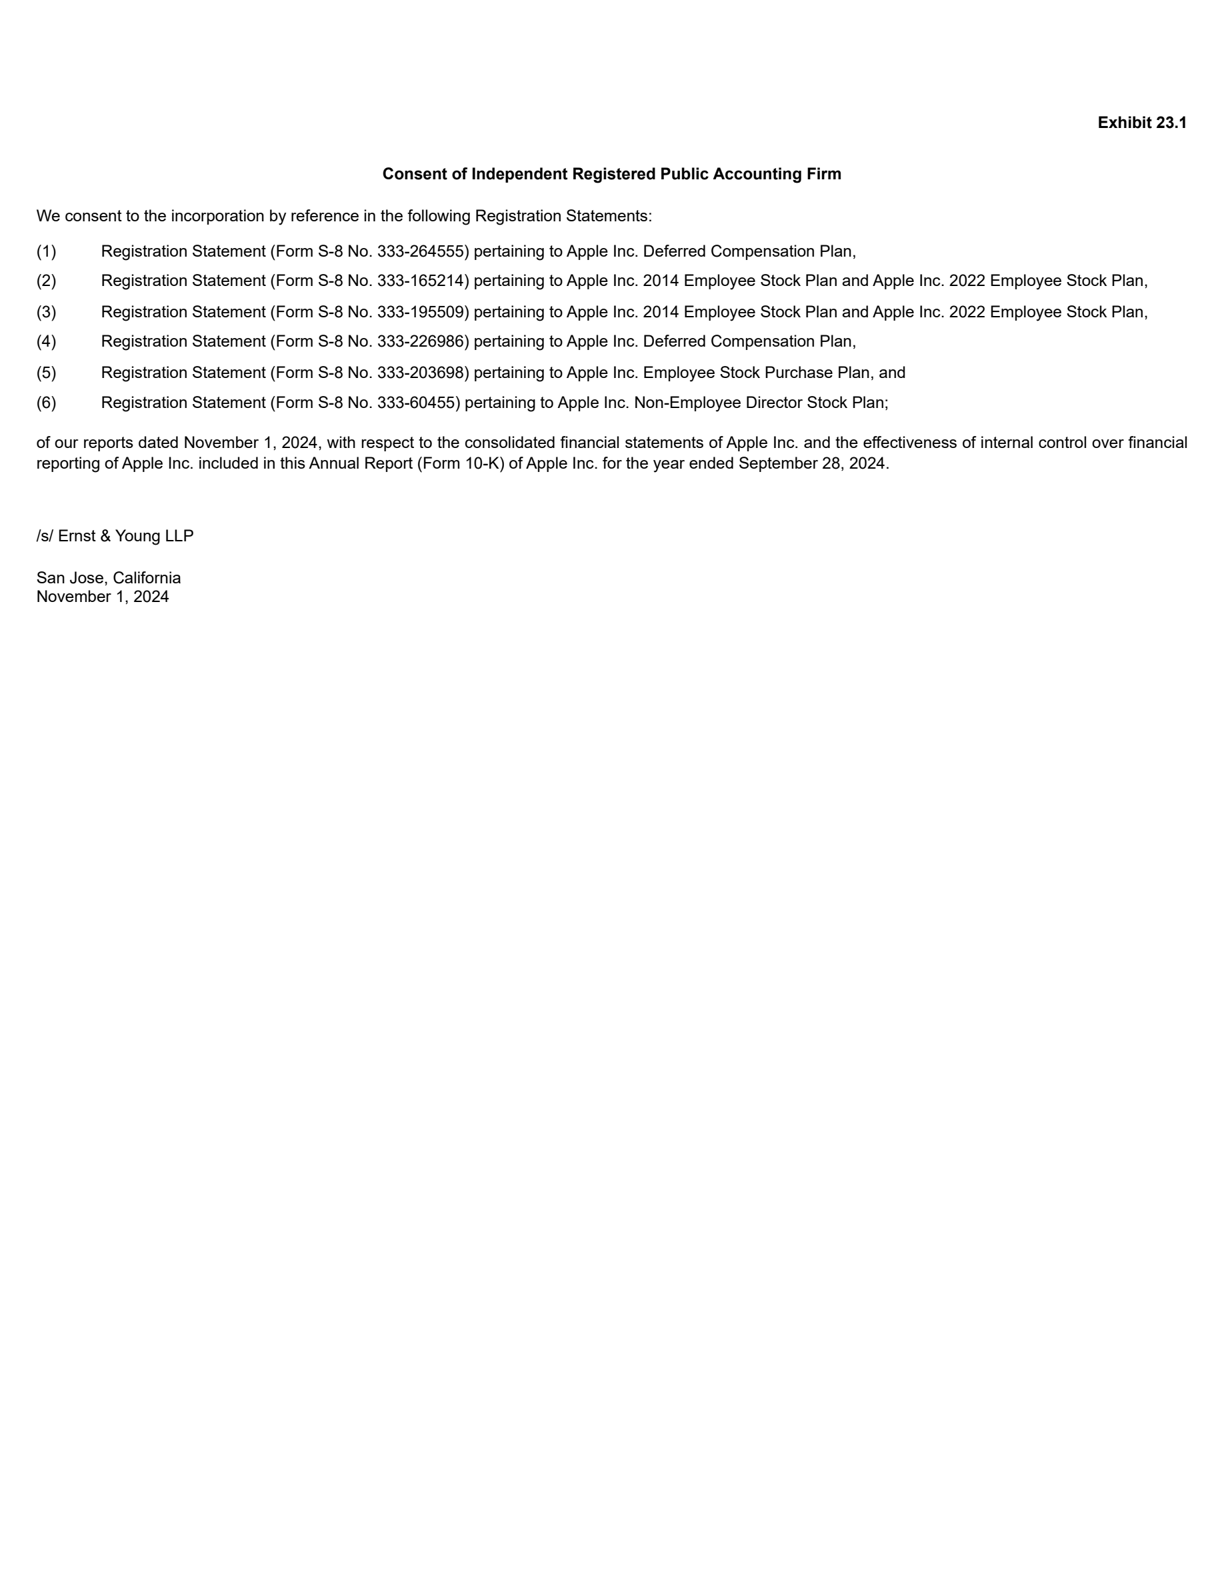 Exhibit 23.1
Consent of Independent Registered Public Accounting Firm
We consent to the incorporation by reference in the following Registration Statements:
(1) Registration Statement (Form S-8 No. 333-264555) pertaining to Apple Inc. Deferred Compensation Plan,
(2) Registration Statement (Form S-8 No. 333-165214) pertaining to Apple Inc. 2014 Employee Stock Plan and Apple Inc. 2022 Employee Stock Plan,
(3) Registration Statement (Form S-8 No. 333-195509) pertaining to Apple Inc. 2014 Employee Stock Plan and Apple Inc. 2022 Employee Stock Plan,
(4) Registration Statement (Form S-8 No. 333-226986) pertaining to Apple Inc. Deferred Compensation Plan,
(5) Registration Statement (Form S-8 No. 333-203698) pertaining to Apple Inc. Employee Stock Purchase Plan, and
(6) Registration Statement (Form S-8 No. 333-60455) pertaining to Apple Inc. Non-Employee Director Stock Plan;
of our reports dated November 1, 2024, with respect to the consolidated financial statements of Apple Inc. and the effectiveness of internal control over financial
reporting of Apple Inc. included in this Annual Report (Form 10-K) of Apple Inc. for the year ended September 28, 2024.
/s/ Ernst & Young LLP
San Jose, California
November 1, 2024